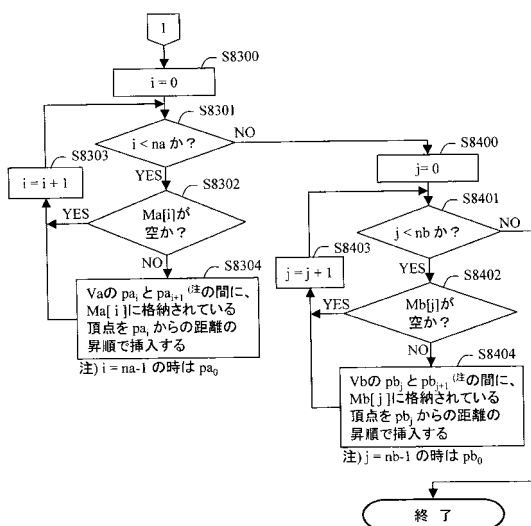 1
S8300
i = 0
S8301
i < na か？
NO
S8303
i = i + 1
YES
S8302
Ma[i]が
空か？
YES
NO
S8304
Vaの pa_i と pa_{i+1} (注の間に、
Ma[ i ]に格納されている
頂点を pa_i からの距離の
昇順で挿入する
注) i = na-1 の時は pa_0
S8400
j= 0
S8401
j < nb か？
NO
S8403
j = j + 1
YES
S8402
Mb[j]が
空か？
YES
NO
S8404
Vbの pb_j と pb_{j+1} (注の間に、
Mb[ j ]に格納されている
頂点を pb_j からの距離の
昇順で挿入する
注) j = nb-1 の時は pb_0
終 了